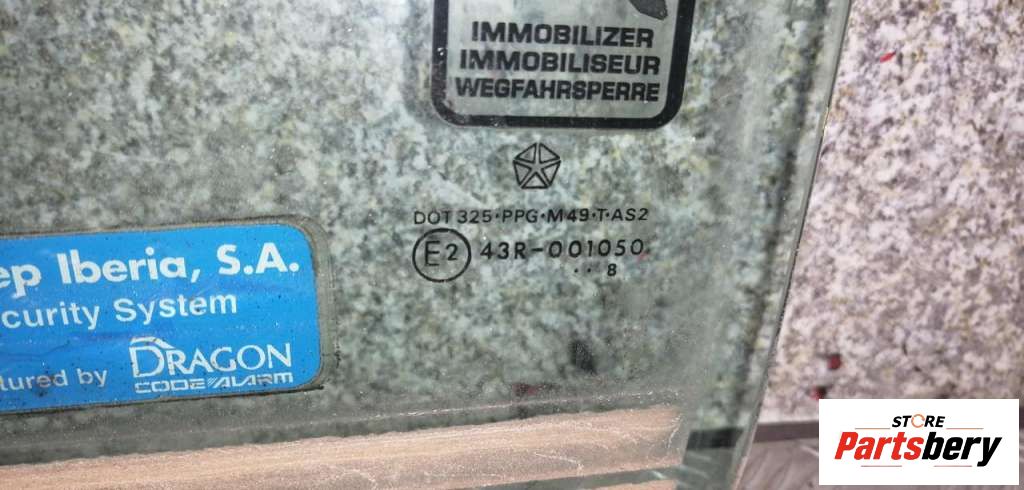 IMMOBILIZER
IMMOBILISEUR
WEGFAHRSPERRE
DOT 325·PPG·M49·T·AS2
E2 43R-001050
·· 8
ep Iberia, S.A.
curity System
tured by DRAGON
CODE ALARM
STORE
Partsbery